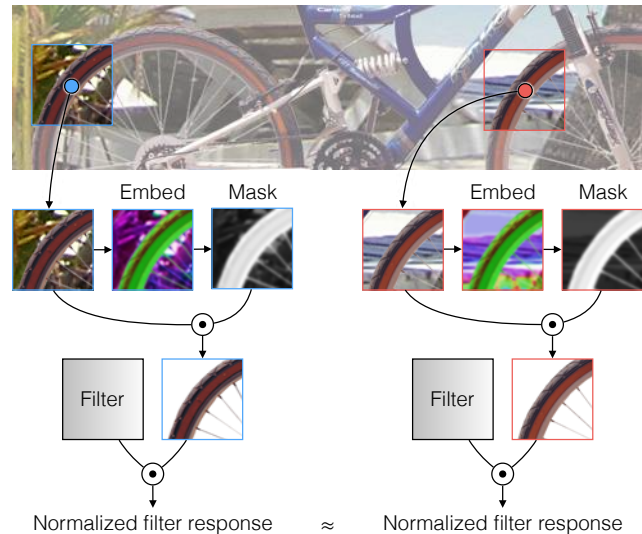 Embed Mask Embed Mask
Filter Filter
Normalized filter response ≈ Normalized filter response